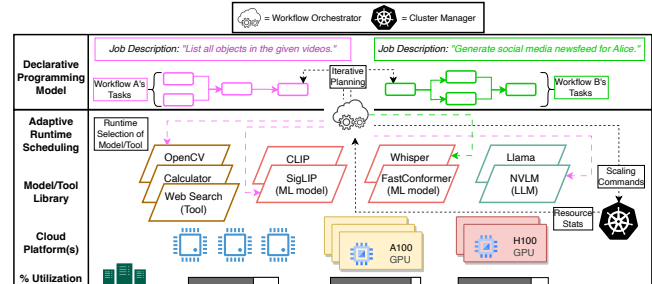 = Workflow Orchestrator
= Cluster Manager
Declarative
Programming
Model
Job Description: "List all objects in the given videos."
Job Description: "Generate social media newsfeed for Alice."
Workflow A's
Tasks
Iterative
Planning
Workflow B's
Tasks
Adaptive
Runtime
Scheduling
Runtime
Selection of
Model/Tool
Model/Tool
Library
OpenCV
Calculator
Web Search
(Tool)
CLIP
SigLIP
(ML model)
Whisper
FastConformer
(ML model)
Llama
NVLM
(LLM)
Scaling
Commands
Resource
Stats
Cloud
Platform(s)
A100
GPU
H100
GPU
% Utilization